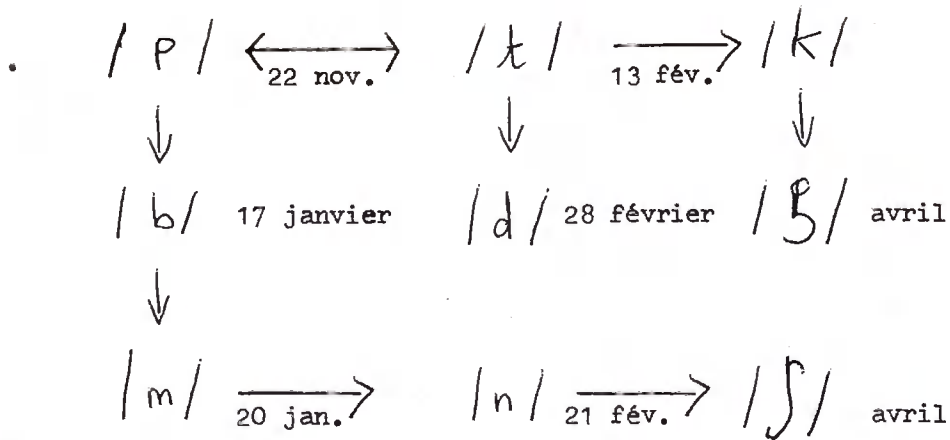 . /p/ ⟷ /t/ ⟶ /k/
22 nov. 13 fév.
↓ ↓ ↓
/b/ 17 janvier /d/ 28 février /g/ avril
↓
/m/ ⟶ /n/ ⟶ /ʃ/ avril
20 jan. 21 fév.